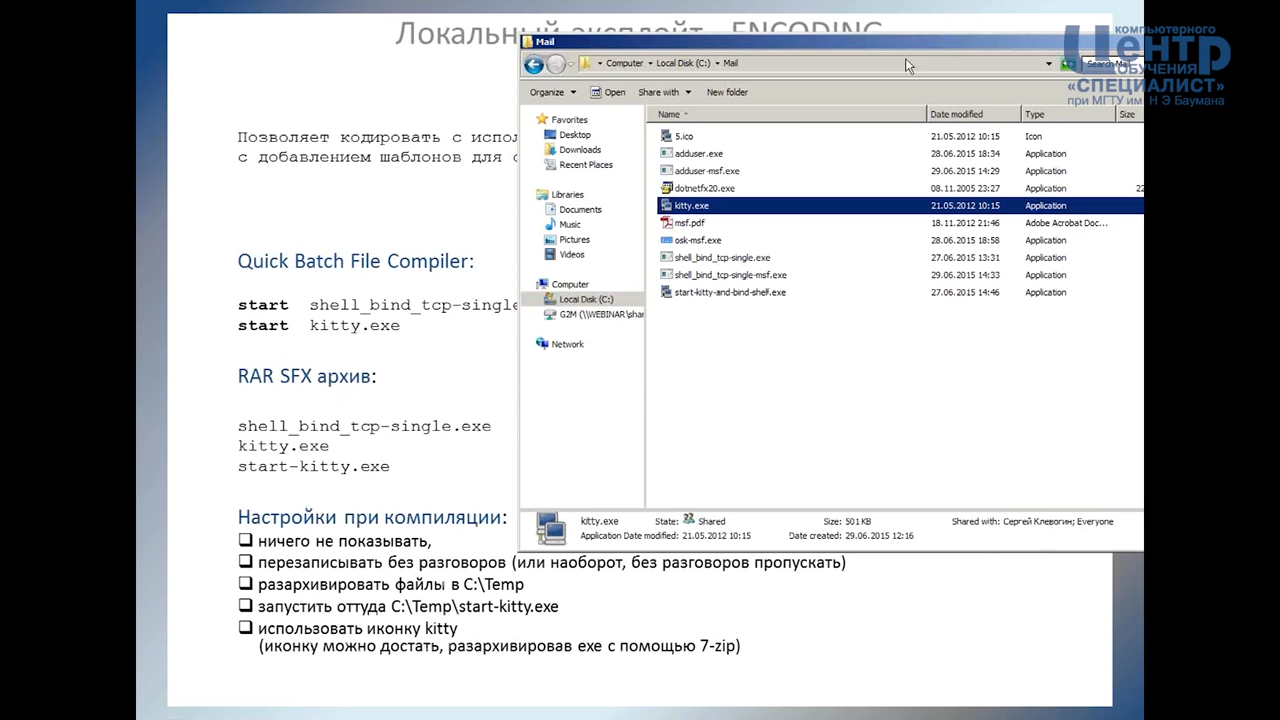 Локальный эксплойт - ENCODING
компьютерного
Центр
ОБУЧЕНИЯ
«СПЕЦИАЛИСТ»
при МГТУ им. Н Э Баумана
Mail
Computer Local Disk (C:) Mail
Search Mail
Organize Open Share with New folder
Name Date modified Type Size
Favorites
Desktop
Downloads
Recent Places
Libraries
Documents
Music
Pictures
Videos
Computer
Local Disk (C:)
G2M (\\WEBINAR\shar
Network
5.ico 21.05.2012 10:15 Icon
adduser.exe 28.06.2015 18:34 Application
adduser-msf.exe 29.06.2015 14:29 Application
dotnetfx20.exe 08.11.2005 23:27 Application 22
kitty.exe 21.05.2012 10:15 Application
msf.pdf 18.11.2012 21:46 Adobe Acrobat Doc...
osk-msf.exe 28.06.2015 18:58 Application
shell_bind_tcp-single.exe 27.06.2015 13:31 Application
shell_bind_tcp-single-msf.exe 29.06.2015 14:33 Application
start-kitty-and-bind-shell.exe 27.06.2015 14:46 Application
kitty.exe State: Shared Size: 501 KB Shared with: Сергей Клевогин; Everyone
Application Date modified: 21.05.2012 10:15 Date created: 29.06.2015 12:16
Позволяет кодировать с испол
с добавлением шаблонов для
Quick Batch File Compiler:
start shell_bind_tcp-single
start kitty.exe
RAR SFX архив:
shell_bind_tcp-single.exe
kitty.exe
start-kitty.exe
Настройки при компиляции:
ничего не показывать,
перезаписывать без разговоров (или наоборот, без разговоров пропускать)
разархивировать файлы в C:\Temp
запустить оттуда C:\Temp\start-kitty.exe
использовать иконку kitty
(иконку можно достать, разархивировав exe с помощью 7-zip)